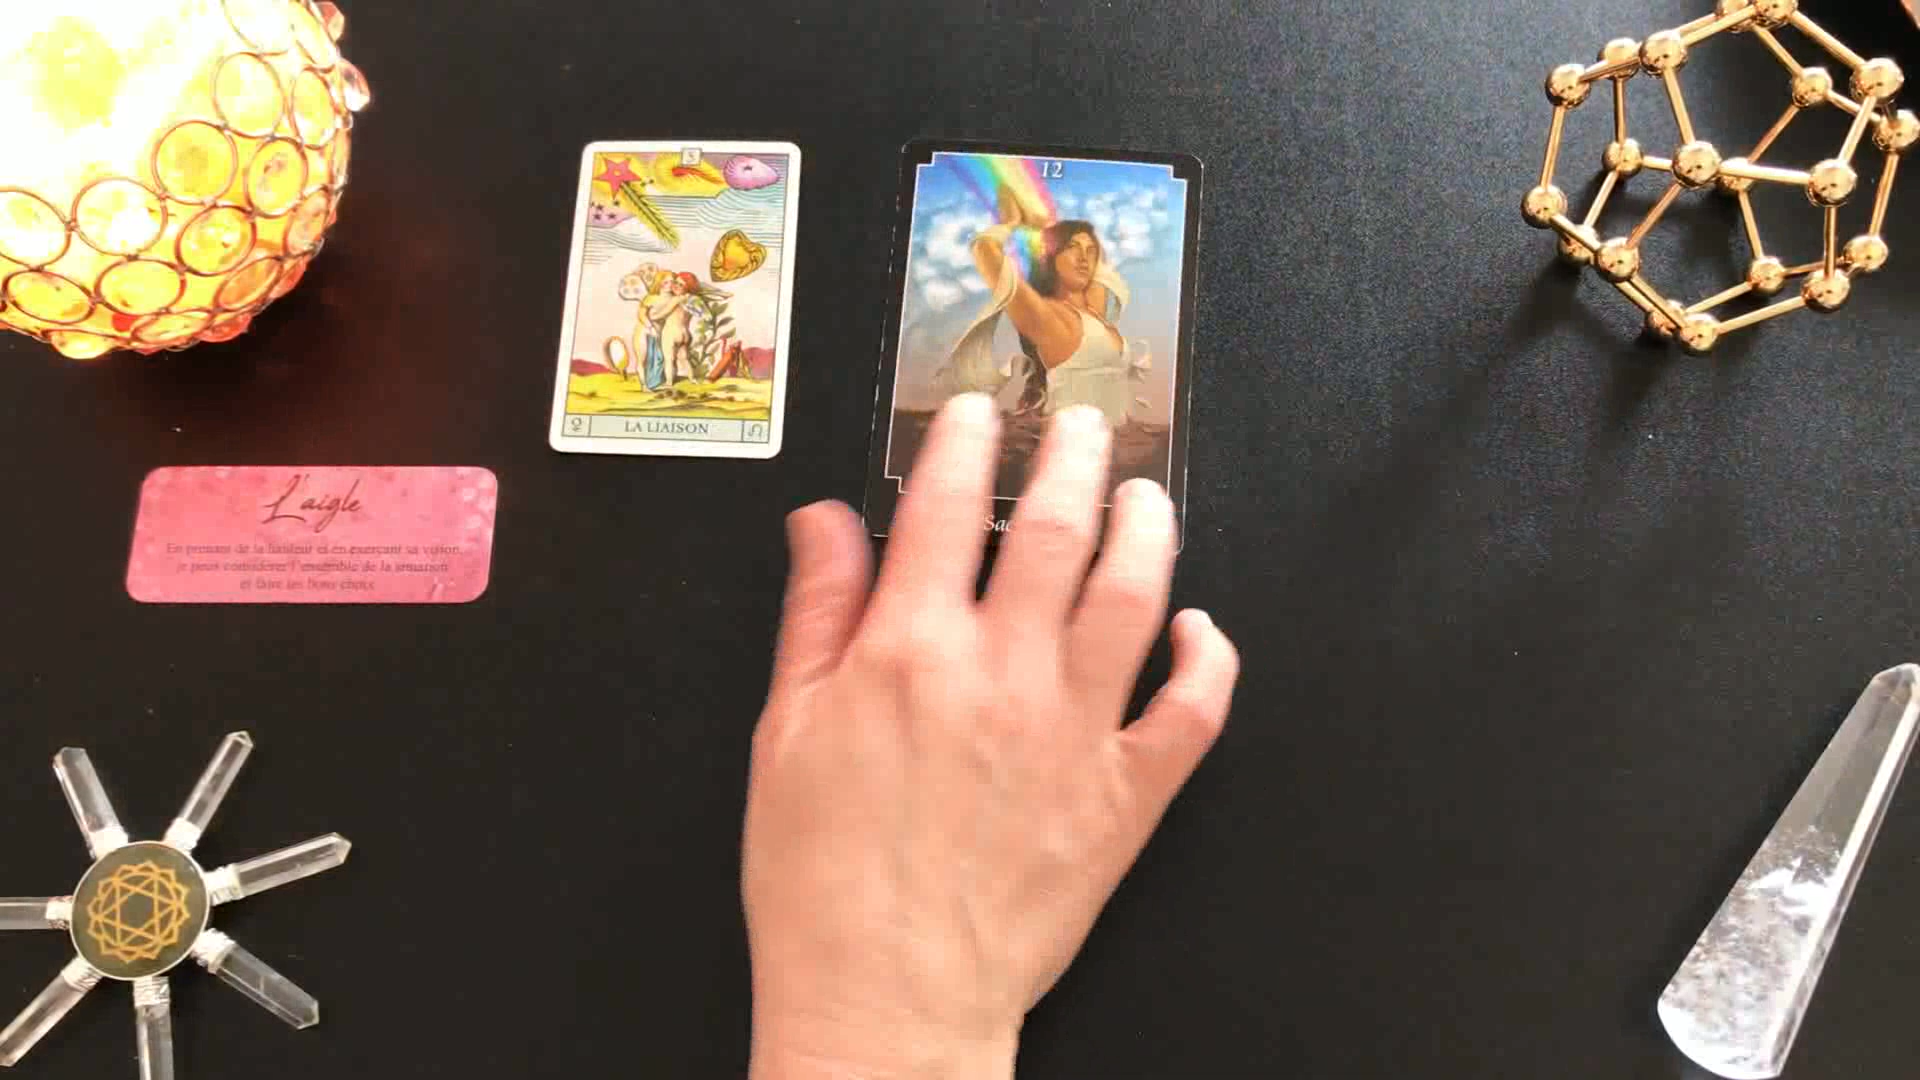 5
12
LA LIAISON
L'aigle
Sac
En prenant de la hauteur et en exerçant sa vision,
je peux considérer l'ensemble de la situation
et faire les bons choix